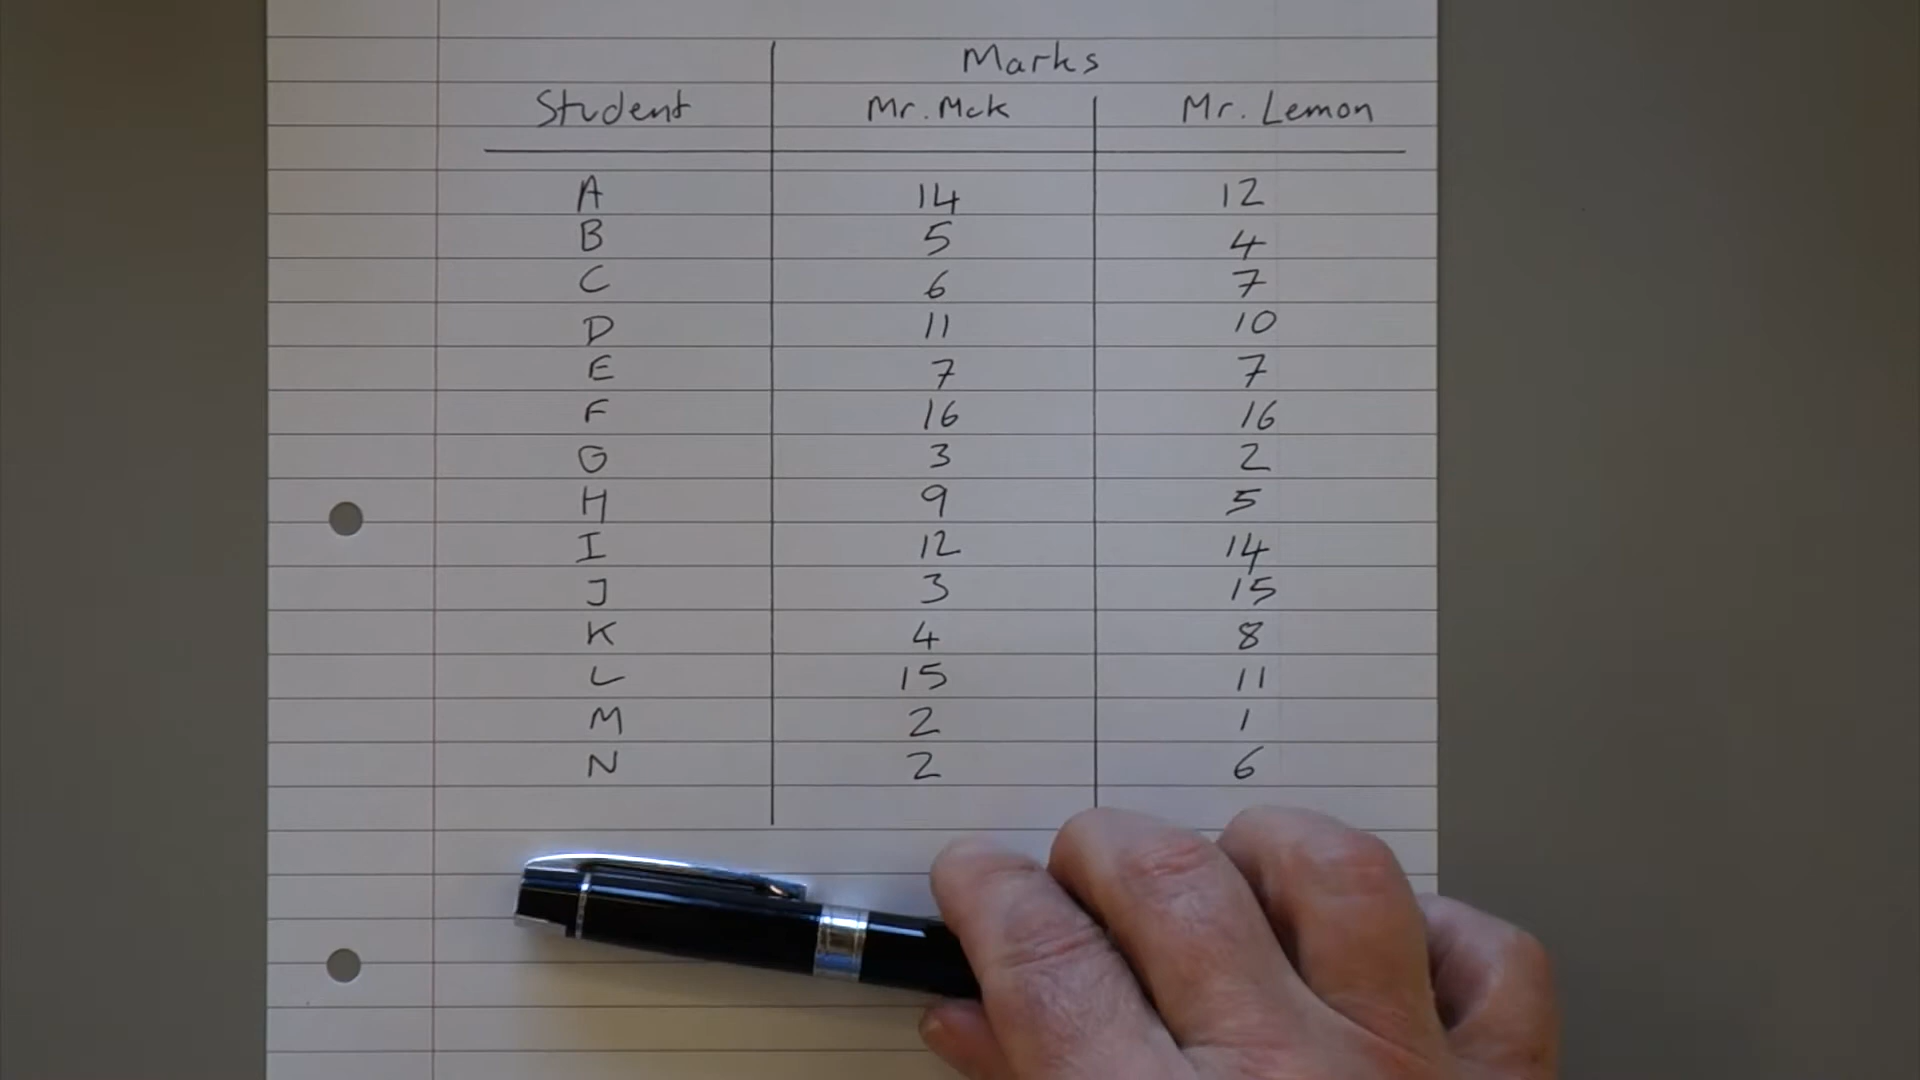 Marks
Student Mr. Mck Mr. Lemon
A 14 12
B 5 4
C 6 7
D 11 10
E 7 7
F 16 16
G 3 2
H 9 5
I 12 14
J 3 15
K 4 8
L 15 11
M 2 1
N 2 6